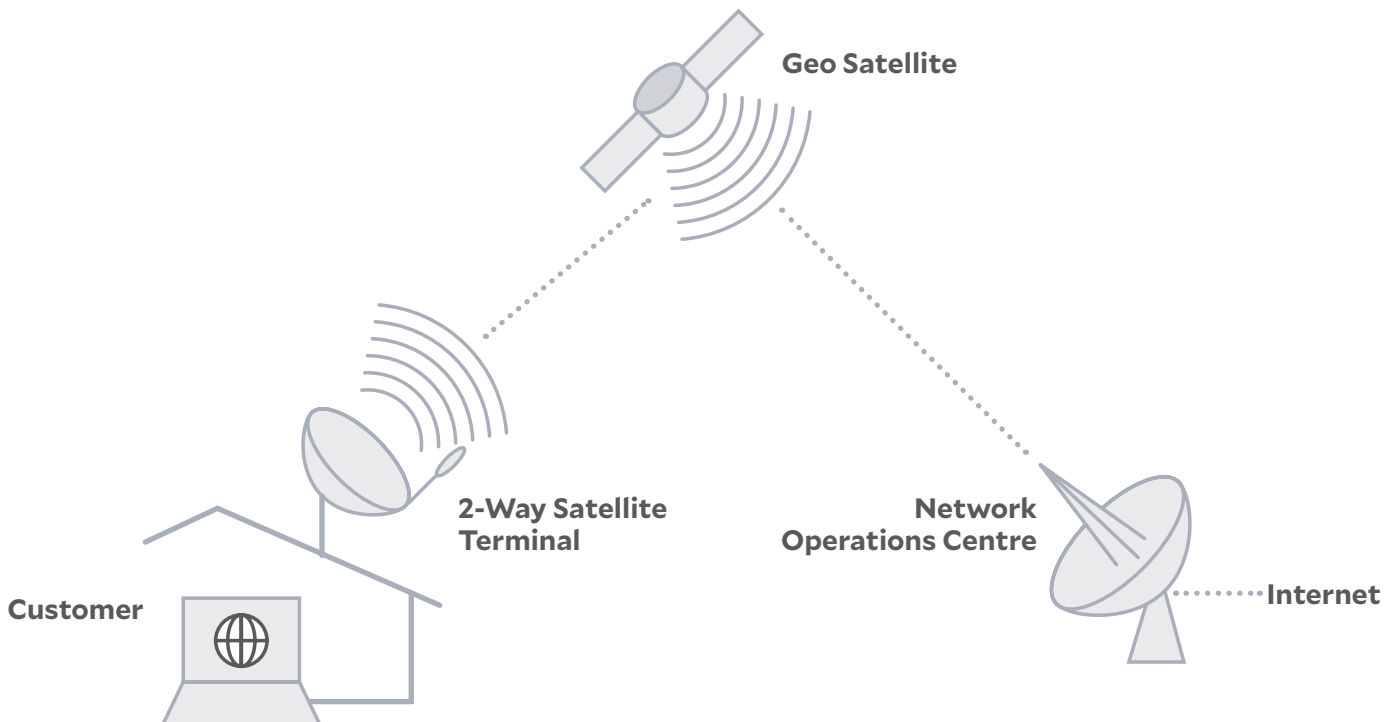 Geo Satellite
2-Way Satellite
Terminal
Network
Operations Centre
Customer
Internet